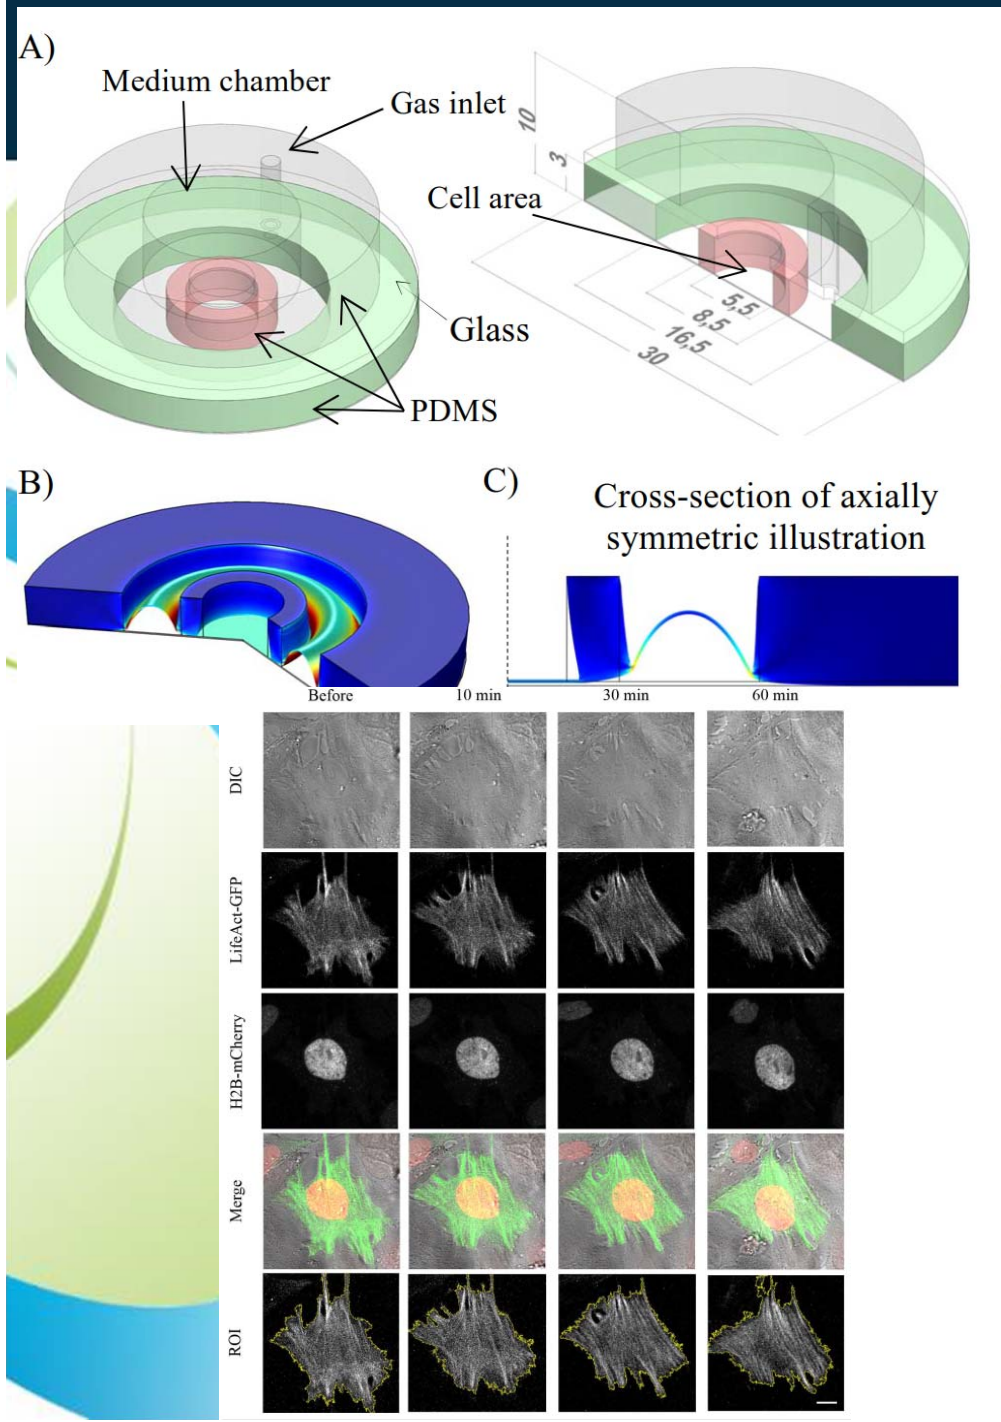 A)
Medium chamber
Gas inlet
Glass
PDMS
10
3
Cell area
5,5
8,5
16,5
30
B)
C)
Cross-section of axially
symmetric illustration
Before
10 min
30 min
60 min
DIC
LifeAct-GFP
H2B-mCherry
Merge
ROI